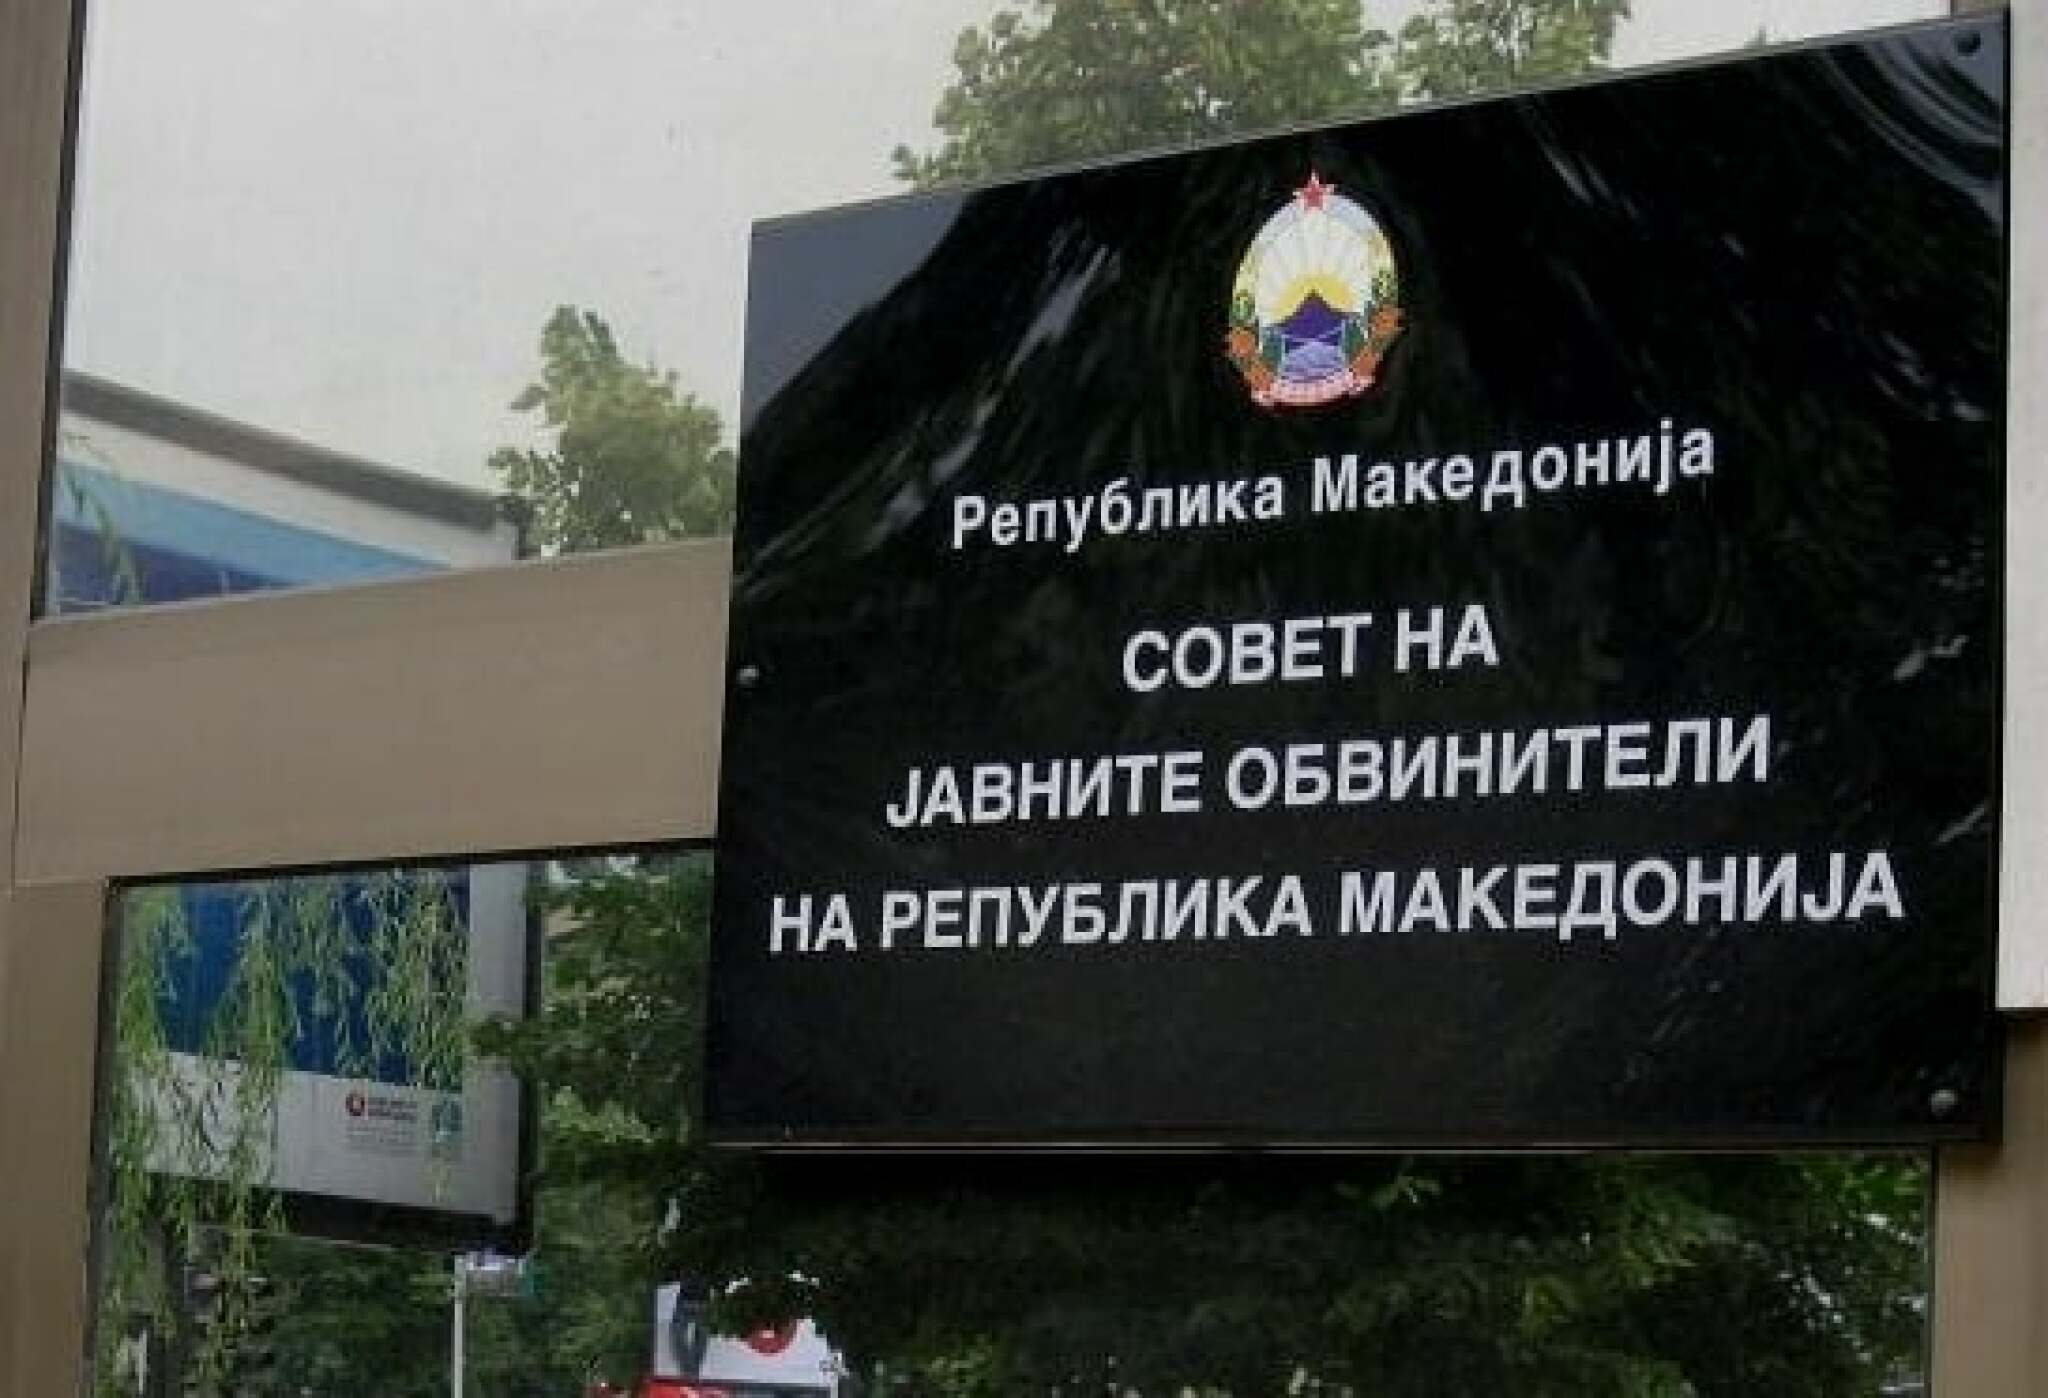 Република Македонија
СОВЕТ НА
ЈАВНИТЕ ОБВИНИТЕЛИ
НА РЕПУБЛИКА МАКЕДОНИЈА